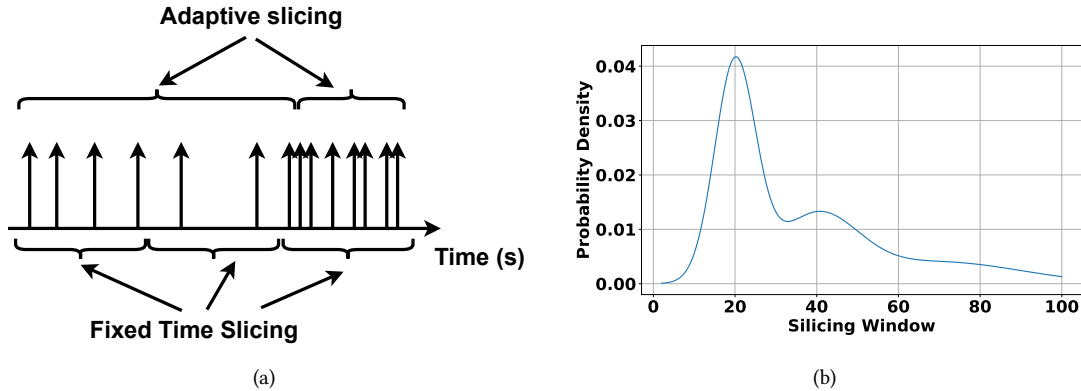 Adaptive slicing
Time (s)
Fixed Time Slicing
(a)
Probability Density
0.04
0.03
0.02
0.01
0.00
0 20 40 60 80 100
Silicing Window
(b)